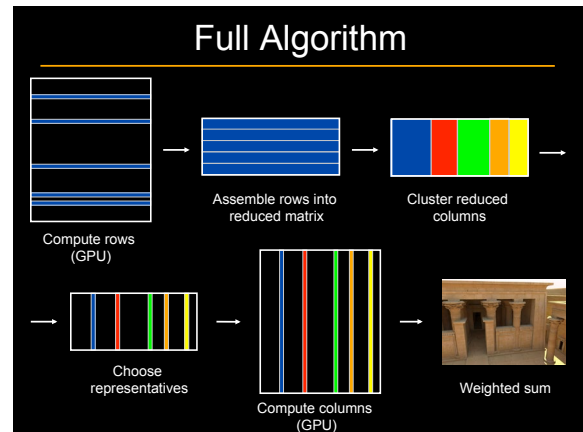 Full Algorithm
Compute rows
(GPU)
Assemble rows into
reduced matrix
Cluster reduced
columns
Choose
representatives
Compute columns
(GPU)
Weighted sum